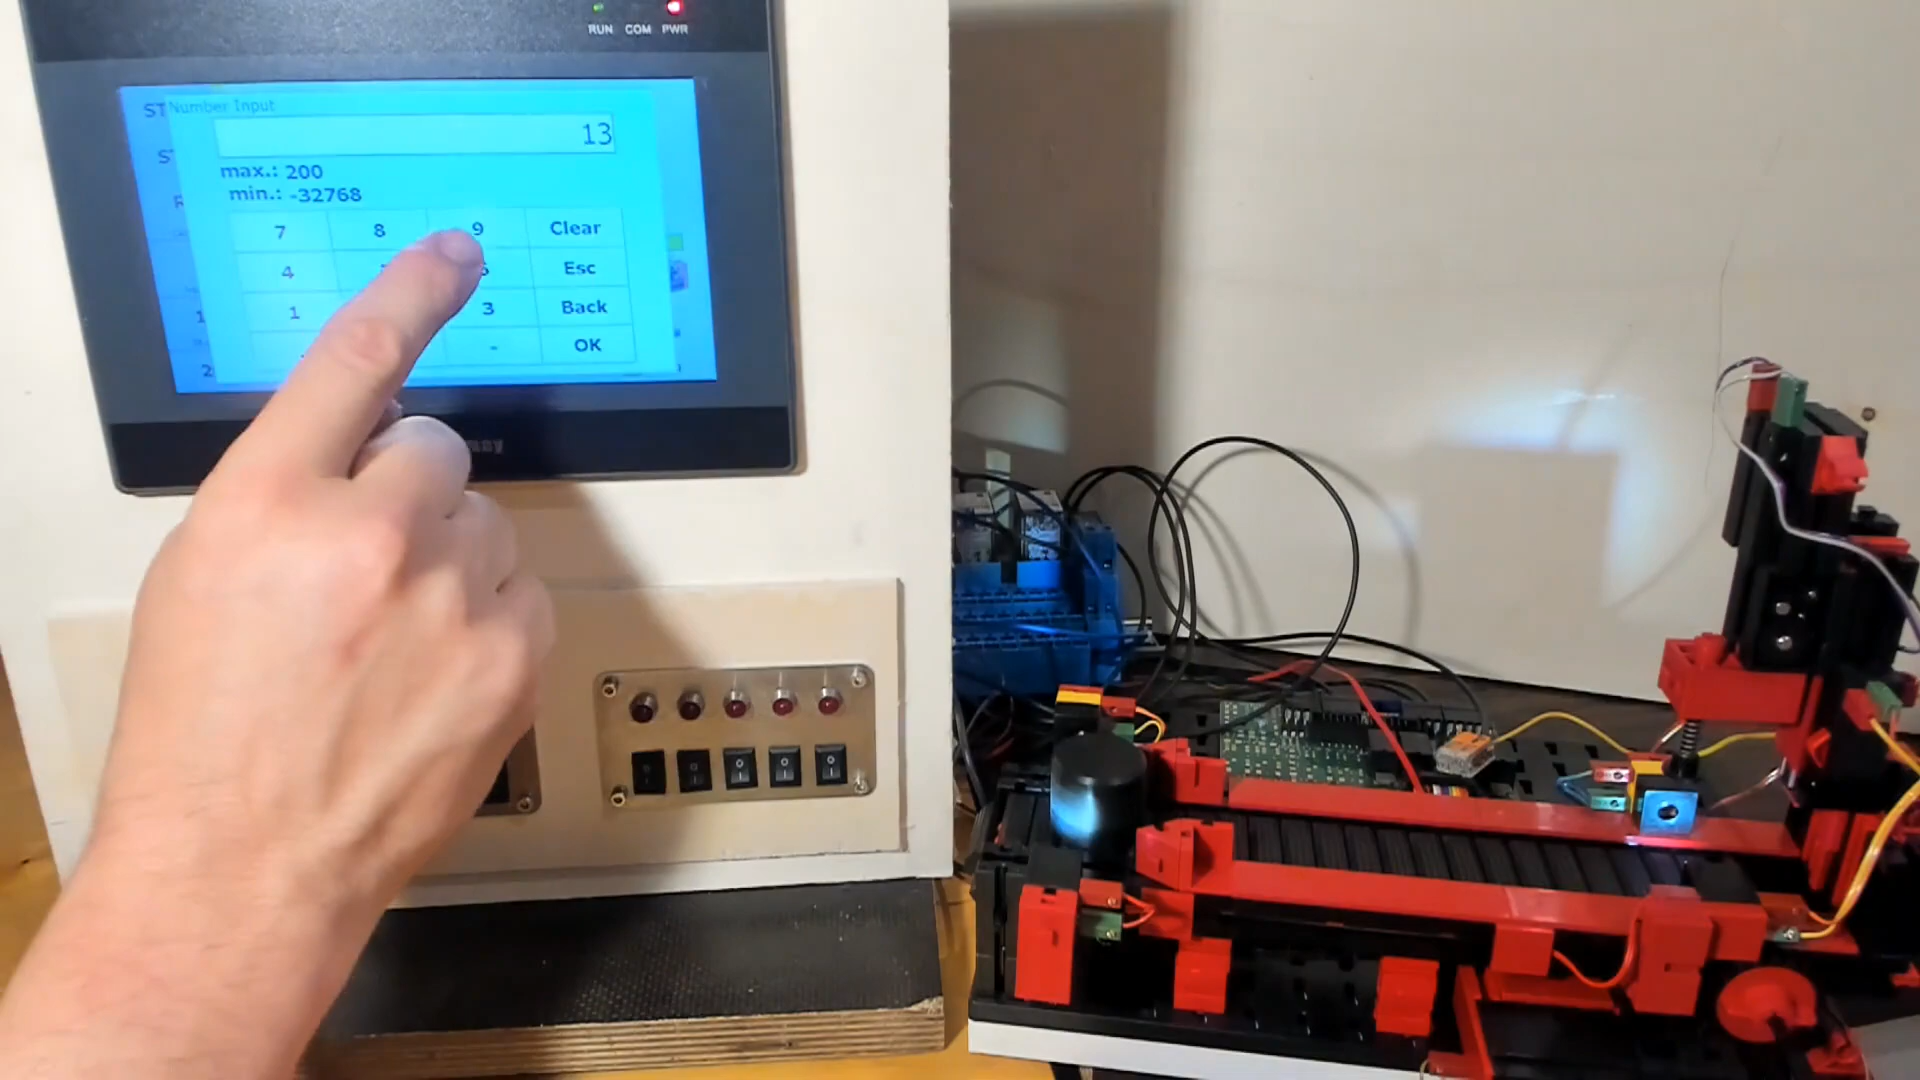 RUN COM PWR
ST Number Input
13
max.: 200
min.: -32768
7 8 9 Clear
4 6 Esc
1 3 Back
- OK